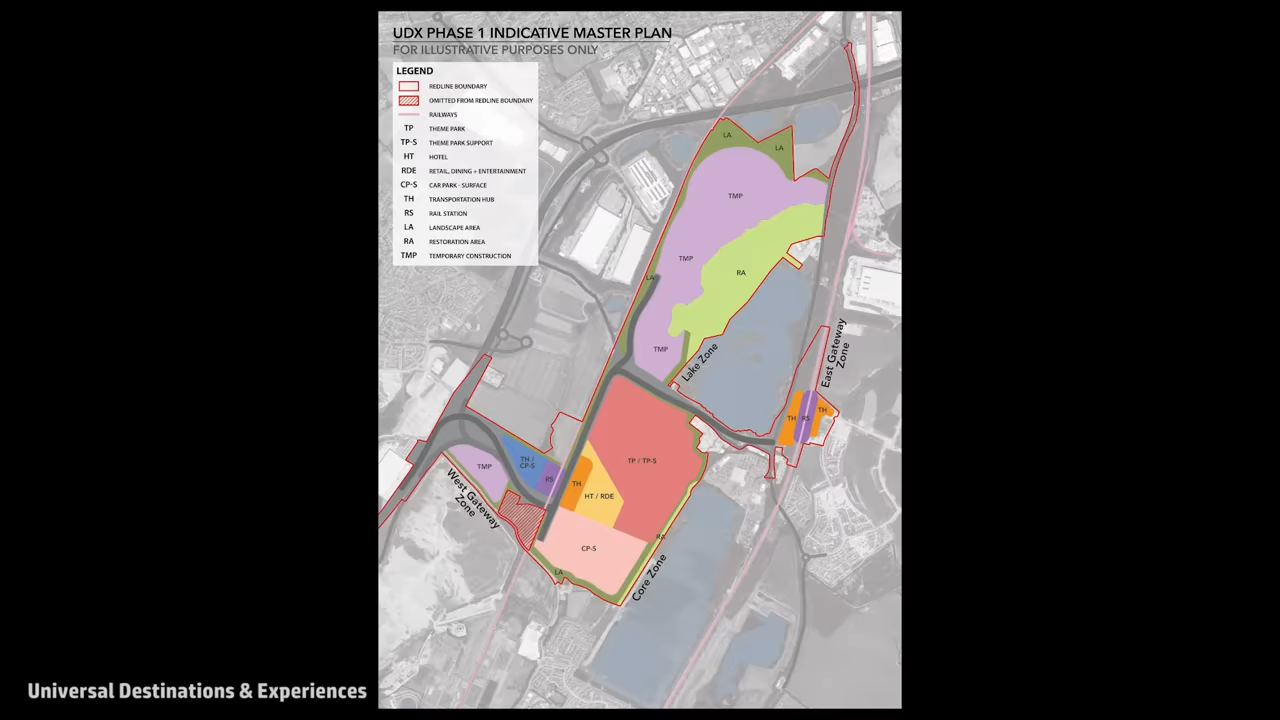 UDX PHASE 1 INDICATIVE MASTER PLAN
FOR ILLUSTRATIVE PURPOSES ONLY
LEGEND
REDLINE BOUNDARY
OMITTED FROM REDLINE BOUNDARY
RAILWAYS
TP THEME PARK
TP-S THEME PARK SUPPORT
HT HOTEL
RDE RETAIL, DINING + ENTERTAINMENT
CP-S CAR PARK - SURFACE
TH TRANSPORTATION HUB
RS RAIL STATION
LA LANDSCAPE AREA
RA RESTORATION AREA
TMP TEMPORARY CONSTRUCTION
LA
LA
TMP
TMP
RA
LA
TMP
Lake Zone
East Gateway
Zone
TH
RS
TH
TP / TP-S
TH /
CP-S
TMP
RS
TH
HT / RDE
West Gateway
Zone
RA
CP-S
LA
Core Zone
Universal Destinations & Experiences